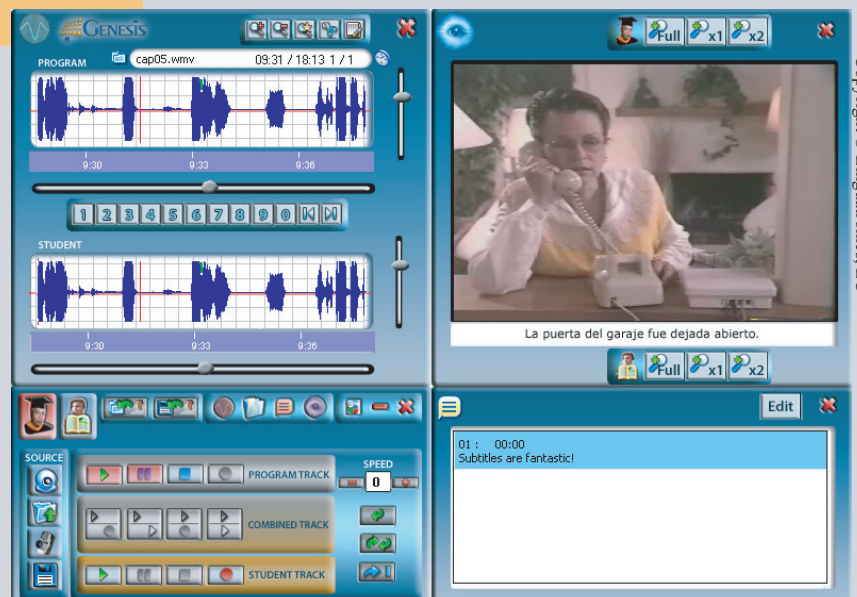 GENESIS
PROGRAM
cap05.wmv 09:31 / 18:13 1 / 1
9:30 9:33 9:36
1 2 3 4 5 6 7 8 9 0
STUDENT
9:30 9:33 9:36
Full x1 x2
La puerta del garaje fue dejada abierto.
Full x1 x2
SOURCE
PROGRAM TRACK
SPEED
0
COMBINED TRACK
STUDENT TRACK
Edit
01 : 00:00
Subtitles are fantastic!